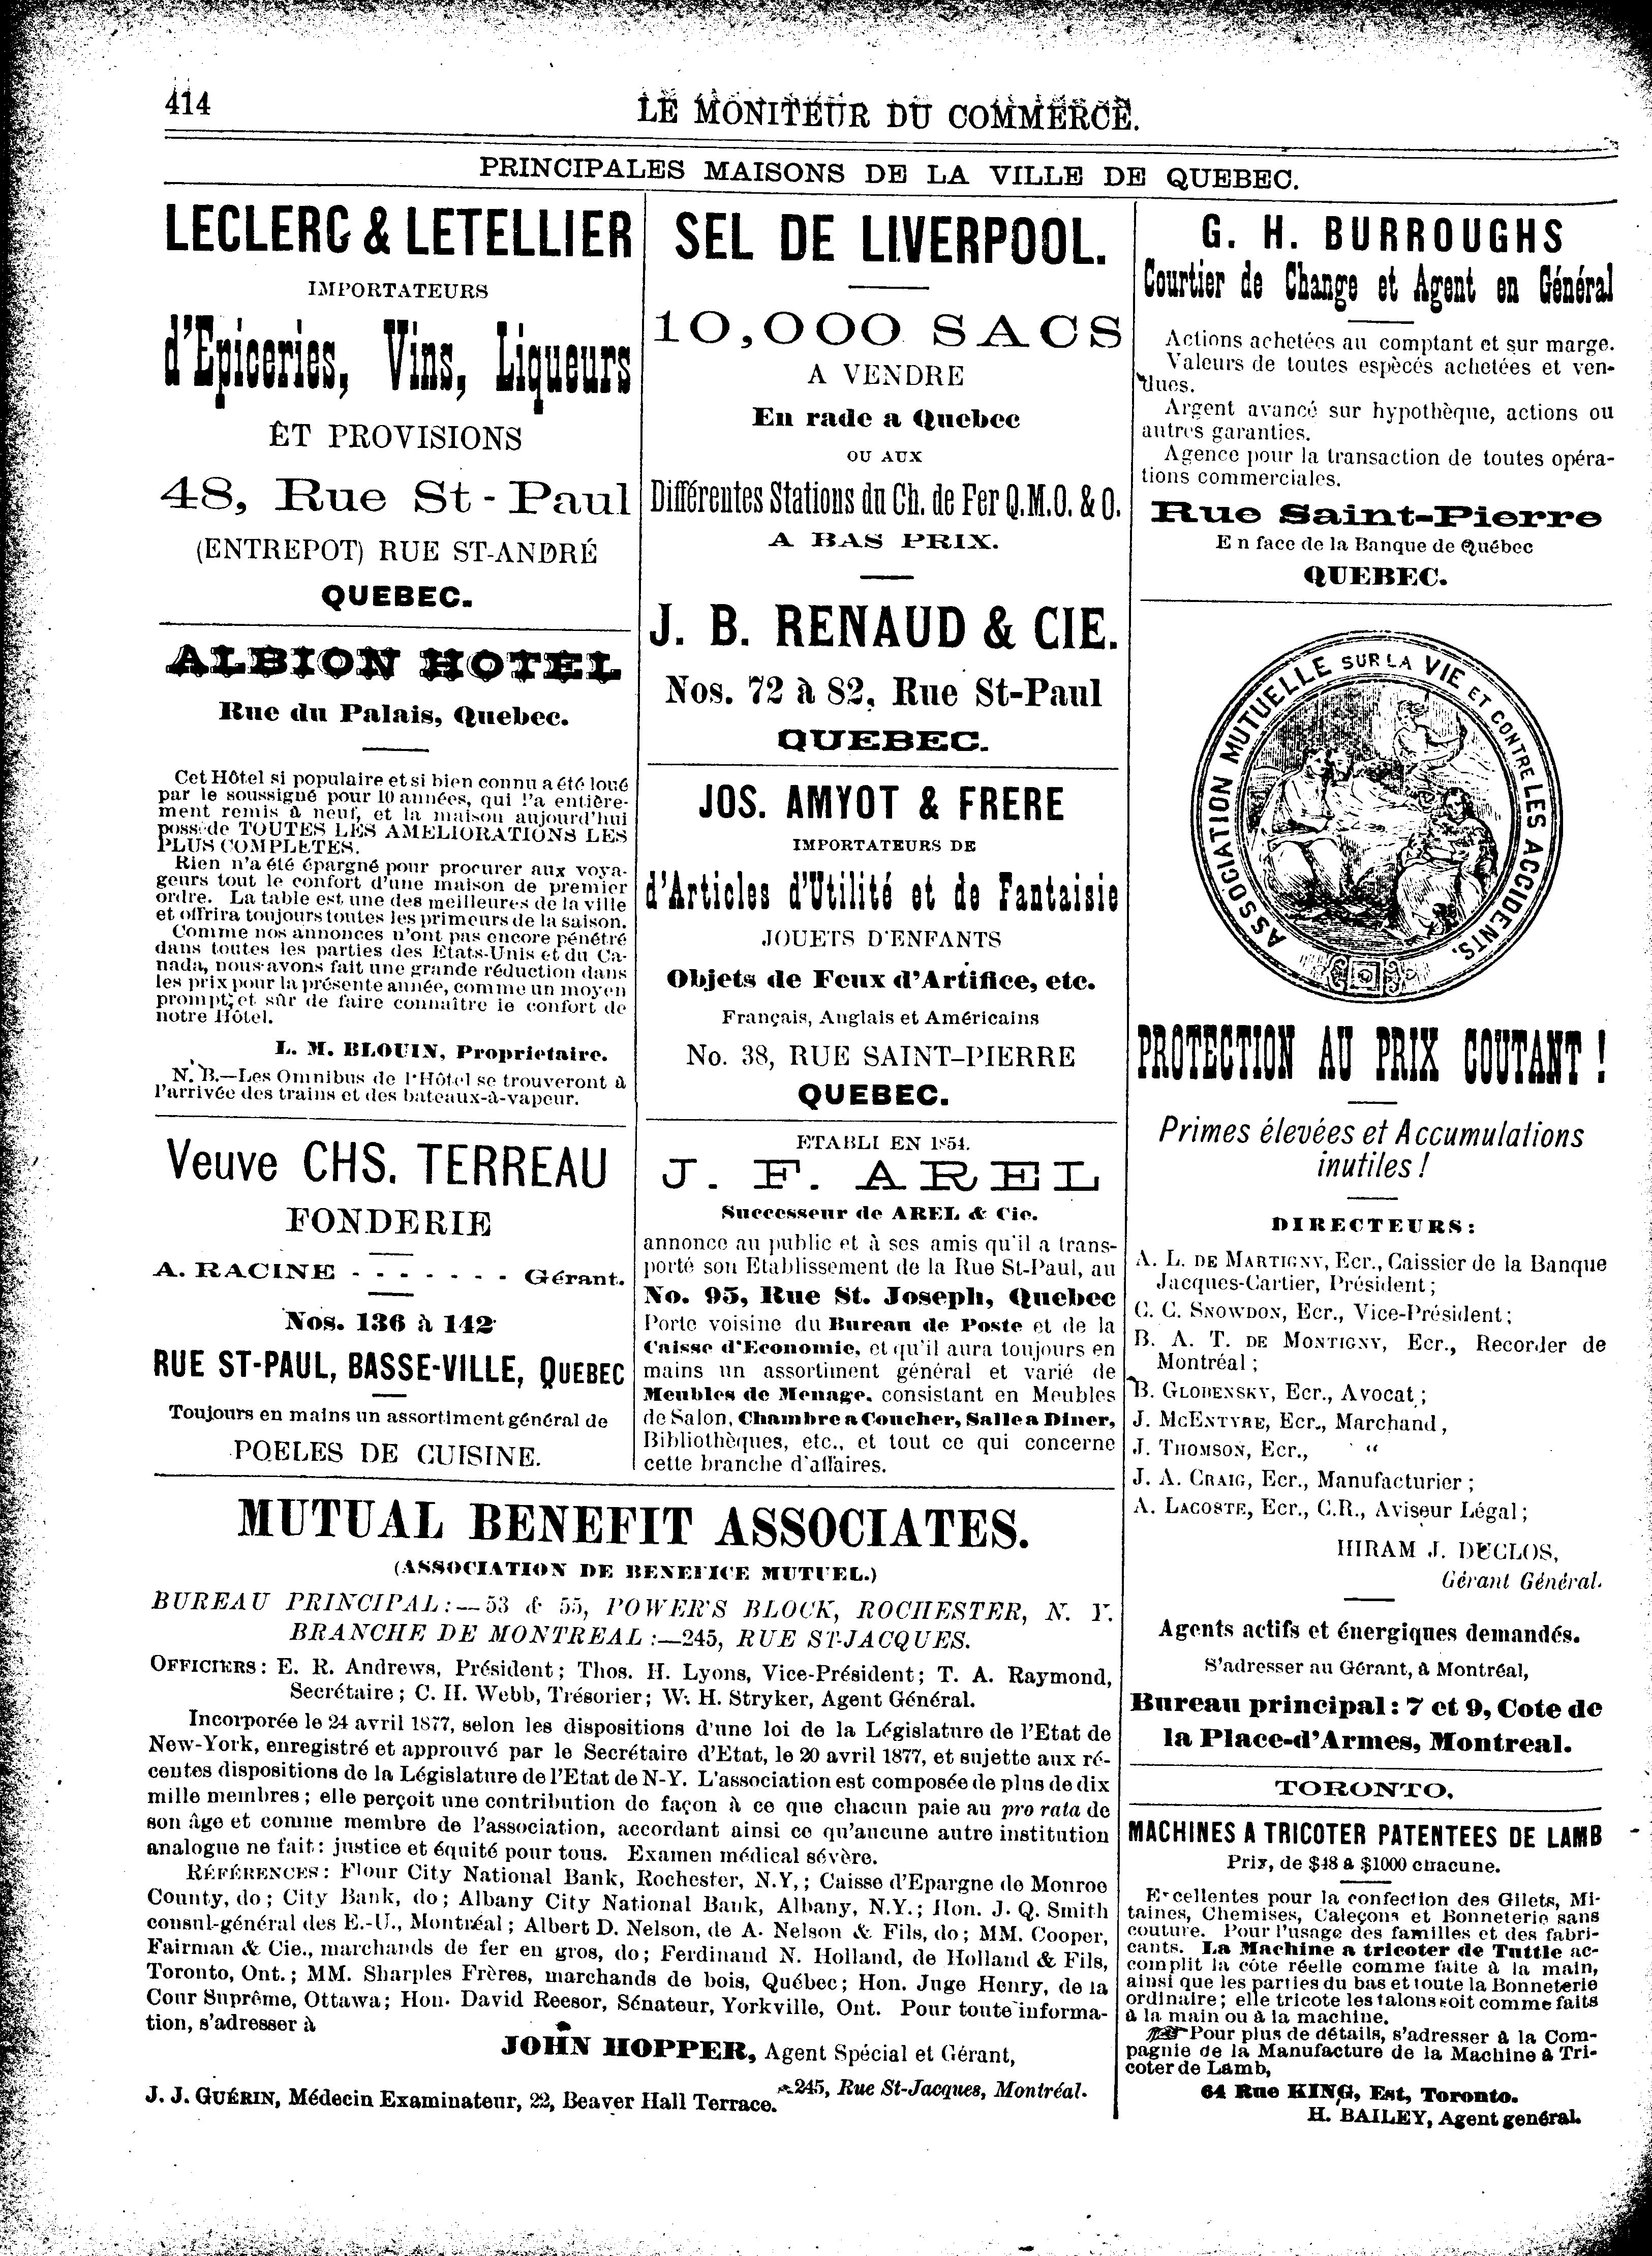 414
LE MONITEUR DU COMMERCE.
PRINCIPALES MAISONS DE LA VILLE DE QUEBEC.
LECLERC & LETELLIER
IMPORTATEURS
d'Epiceries, Vins, Liqueurs
ET PROVISIONS
48, Rue St-Paul
(ENTREPOT) RUE ST-ANDRÉ
QUEBEC.
ALBION HOTEL
Rue du Palais, Quebec.
Cet Hôtel si populaire et si bien connu a été loué
par le soussigné pour 10 années, qui l'a entière-
ment remis à neuf, et la maison aujourd'hui
possède TOUTES LES AMELIORATIONS LES
PLUS COMPLETES.
Rien n'a été épargné pour procurer aux voya-
geurs tout le confort d'une maison de premier
ordre. La table est une des meilleures de la ville
et offrira toujours toutes les primeurs de la saison.
Comme nos annonces n'ont pas encore pénétré
dans toutes les parties des Etats-Unis et du Ca-
nada, nous avons fait une grande réduction dans
les prix pour la présente année, comme un moyen
prompt et sûr de faire connaître le confort de
notre Hôtel.
L. M. BLOUIN, Proprietaire.
N. B.—Les Omnibus de l'Hôtel se trouveront à
l'arrivée des trains et des bateaux-à-vapeur.
Veuve CHS. TERREAU
FONDERIE
A. RACINE - - - - - - - Gérant.
Nos. 136 à 142
RUE ST-PAUL, BASSE-VILLE, QUEBEC
Toujours en mains un assortiment général de
POELES DE CUISINE.
SEL DE LIVERPOOL.
10,000 SACS
A VENDRE
En rade a Quebec
OU AUX
Différentes Stations du Ch. de Fer Q.M.O. & O.
A BAS PRIX.
J. B. RENAUD & CIE.
Nos. 72 à 82, Rue St-Paul
QUEBEC.
JOS. AMYOT & FRERE
IMPORTATEURS DE
d'Articles d'Utilité et de Fantaisie
JOUETS D'ENFANTS
Objets de Feux d'Artifice, etc.
Français, Anglais et Américains
No. 38, RUE SAINT-PIERRE
QUEBEC.
ETABLI EN 1854.
J. F. AREL
Successeur de AREL & Cie.
annonce au public et à ses amis qu'il a trans-
porté son Etablissement de la Rue St-Paul, au
No. 95, Rue St. Joseph, Quebec
Porte voisine du Bureau de Poste et de la
Caisse d'Economie, et qu'il aura toujours en
mains un assortiment général et varié de
Meubles de Menage, consistant en Meubles
de Salon, Chambre a Coucher, Salle a Diner,
Bibliothèques, etc., et tout ce qui concerne
cette branche d'affaires.
MUTUAL BENEFIT ASSOCIATES.
(ASSOCIATION DE BENEFICE MUTUEL.)
BUREAU PRINCIPAL:—53 & 55, POWER'S BLOCK, ROCHESTER, N. Y.
BRANCHE DE MONTREAL:—245, RUE ST-JACQUES.
OFFICIERS: E. R. Andrews, Président; Thos. H. Lyons, Vice-Président; T. A. Raymond,
Secrétaire; C. H. Webb, Trésorier; W. H. Stryker, Agent Général.
Incorporée le 24 avril 1877, selon les dispositions d'une loi de la Législature de l'Etat de
New-York, enregistré et approuvé par le Secrétaire d'Etat, le 20 avril 1877, et sujette aux ré-
centes dispositions de la Législature de l'Etat de N-Y. L'association est composée de plus de dix
mille membres; elle perçoit une contribution de façon à ce que chacun paie au pro rata de
son âge et comme membre de l'association, accordant ainsi ce qu'aucune autre institution
analogue ne fait: justice et équité pour tous. Examen médical sévère.
RÉFÉRENCES: Flour City National Bank, Rochester, N.Y,; Caisse d'Epargne de Monroe
County, do; City Bank, do; Albany City National Bank, Albany, N.Y.; Hon. J. Q. Smith
consul-général des E.-U., Montréal; Albert D. Nelson, de A. Nelson & Fils, do; MM. Cooper,
Fairman & Cie., marchands de fer en gros, do; Ferdinand N. Holland, de Holland & Fils,
Toronto, Ont.; MM. Sharples Frères, marchands de bois, Québec; Hon. Juge Henry, de la
Cour Suprême, Ottawa; Hon. David Reesor, Sénateur, Yorkville, Ont. Pour toute informa-
tion, s'adresser à
JOHN HOPPER, Agent Spécial et Gérant,
245, Rue St-Jacques, Montréal.
J. J. GUÉRIN, Médecin Examinateur, 22, Beaver Hall Terrace.
G. H. BURROUGHS
Courtier de Change et Agent en Général
Actions achetées au comptant et sur marge.
Valeurs de toutes espèces achetées et ven-
dues.
Argent avancé sur hypothèque, actions ou
autres garanties.
Agence pour la transaction de toutes opéra-
tions commerciales.
Rue Saint-Pierre
En face de la Banque de Québec
QUEBEC.
ASSOCIATION MUTUELLE SUR LA VIE ET CONTRE LES ACCIDENTS.
PROTECTION AU PRIX COUTANT!
Primes élevées et Accumulations
inutiles!
DIRECTEURS:
A. L. DE MARTIGNY, Ecr., Caissier de la Banque
Jacques-Cartier, Président;
C. C. SNOWDON, Ecr., Vice-Président;
B. A. T. DE MONTIGNY, Ecr., Recorder de
Montréal;
B. GLOBENSKY, Ecr., Avocat;
J. MCENTYRE, Ecr., Marchand,
J. THOMSON, Ecr., "
J. A. CRAIG, Ecr., Manufacturier;
A. LACOSTE, Ecr., C.R., Aviseur Légal;
HIRAM J. DECLOS,
Gérant Général.
Agents actifs et énergiques demandés.
S'adresser au Gérant, à Montréal,
Bureau principal: 7 et 9, Cote de
la Place-d'Armes, Montreal.
TORONTO.
MACHINES A TRICOTER PATENTEES DE LAMB
Prix, de $18 a $1000 chacune.
Excellentes pour la confection des Gilets, Mi-
taines, Chemises, Caleçons et Bonneterie sans
couture. Pour l'usage des familles et des fabri-
cants. La Machine a tricoter de Tuttle ac-
complit la côte réelle comme faite à la main,
ainsi que les parties du bas et toute la Bonneterie
ordinaire; elle tricote les talons soit comme faits
à la main ou à la machine.
Pour plus de détails, s'adresser à la Com-
pagnie de la Manufacture de la Machine à Tri-
coter de Lamb,
64 Rue KING, Est, Toronto.
H. BAILEY, Agent genéral.